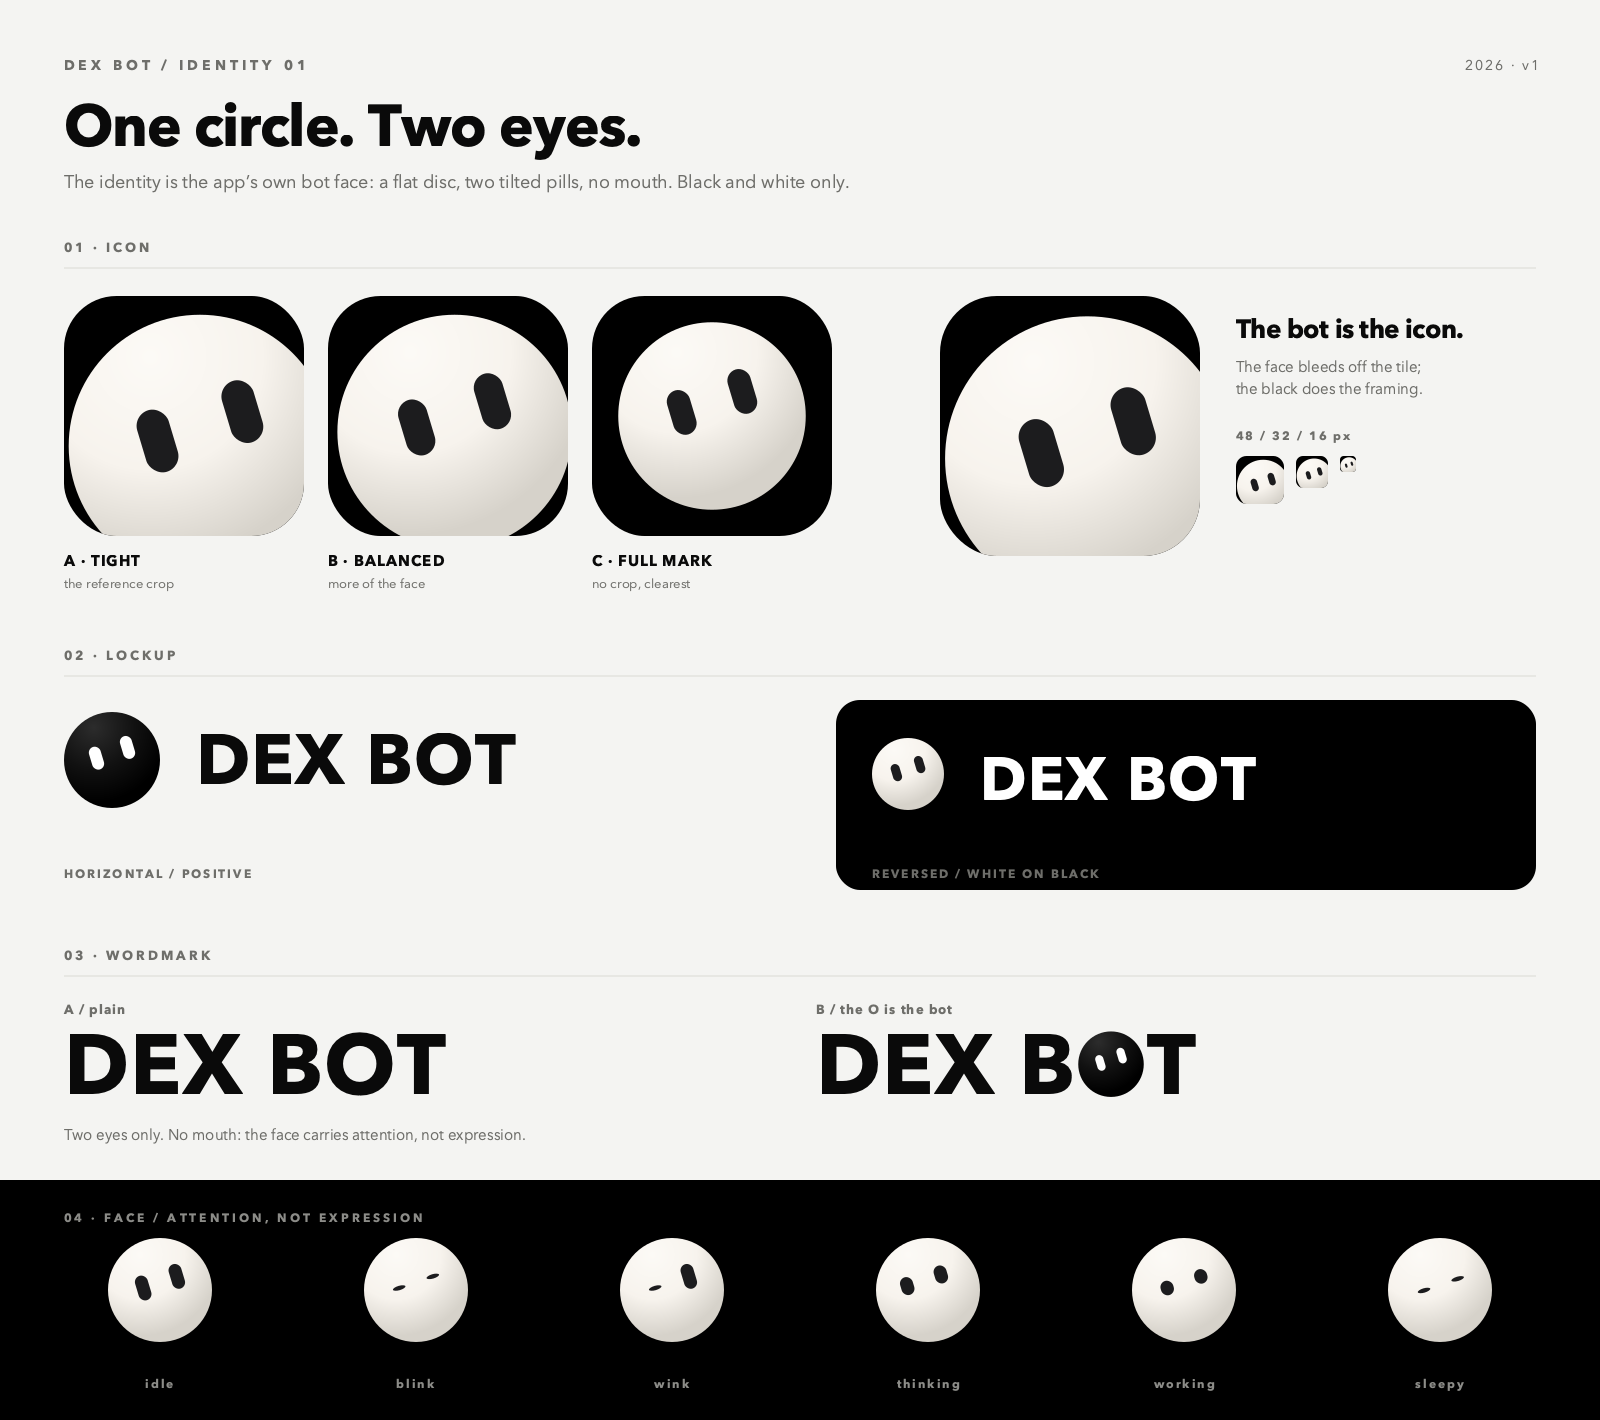 DEX BOT / IDENTITY 01
2026 · v1
One circle. Two eyes.
The identity is the app’s own bot face: a flat disc, two tilted pills, no mouth. Black and white only.
01 · ICON
A · TIGHT
the reference crop
B · BALANCED
more of the face
C · FULL MARK
no crop, clearest
The bot is the icon.
The face bleeds off the tile;
the black does the framing.
48 / 32 / 16 px
02 · LOCKUP
DEX BOT
HORIZONTAL / POSITIVE
DEX BOT
REVERSED / WHITE ON BLACK
03 · WORDMARK
A / plain
DEX BOT
B / the O is the bot
DEX BOT
Two eyes only. No mouth: the face carries attention, not expression.
04 · FACE / ATTENTION, NOT EXPRESSION
idle
blink
wink
thinking
working
sleepy